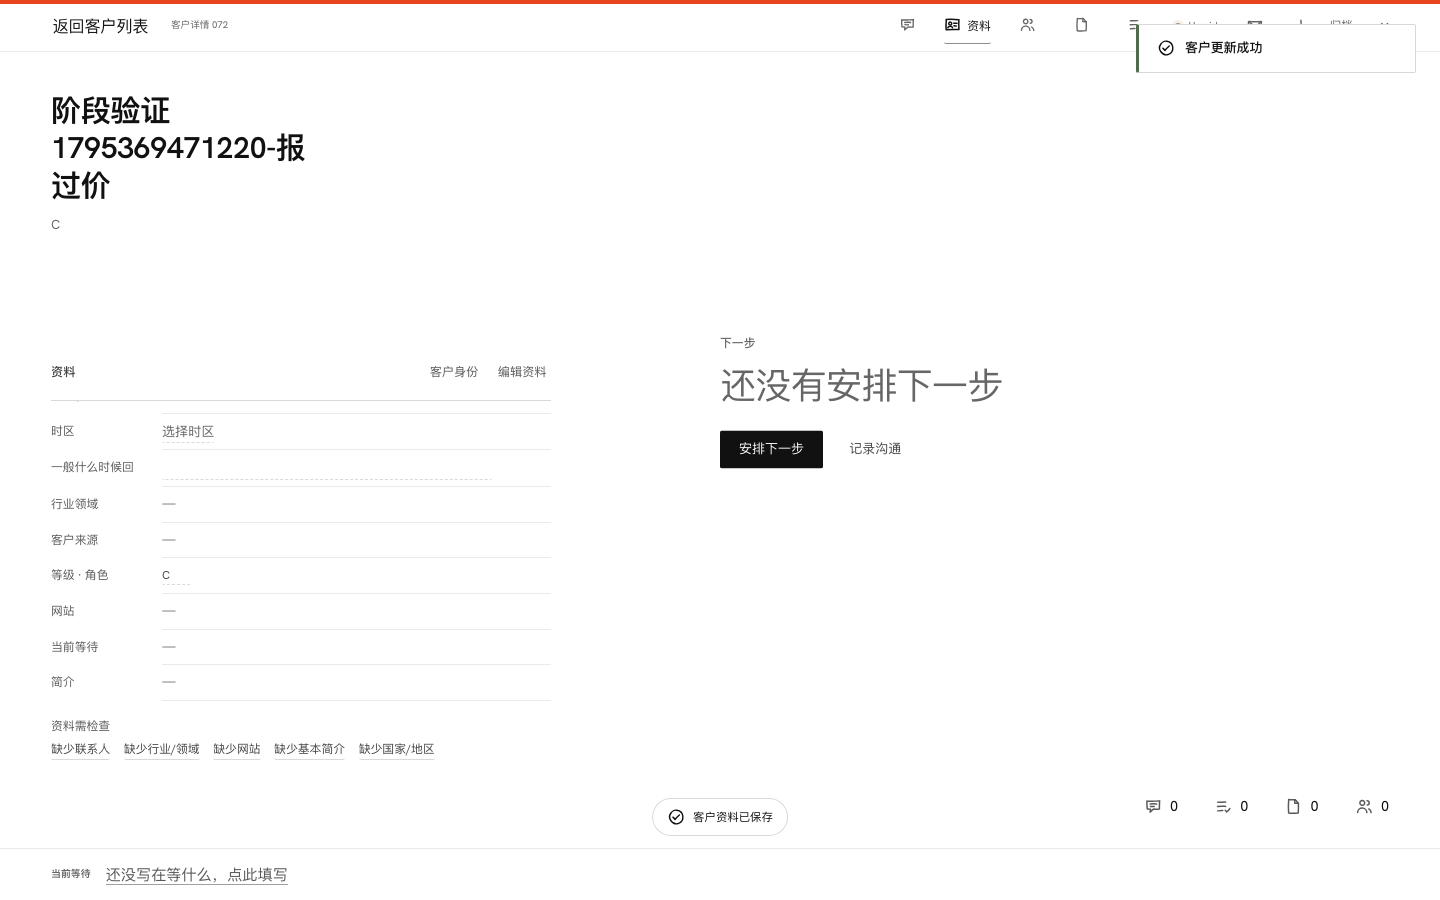 返回客户列表
客户详情 072
资料
客户更新成功
阶段验证
1795369471220-报
过价
C
下一步
还没有安排下一步
安排下一步
记录沟通
资料
客户身份
编辑资料
时区
选择时区
一般什么时候回
行业领域
—
客户来源
—
等级 · 角色
C
网站
—
当前等待
—
简介
—
资料需检查
缺少联系人 缺少行业/领域 缺少网站 缺少基本简介 缺少国家/地区
0 0 0 0
客户资料已保存
当前等待
还没写在等什么，点此填写